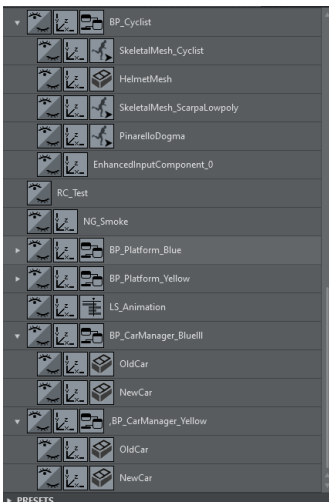 BP_Cyclist
SkeletalMesh_Cyclist
HelmetMesh
SkeletalMesh_ScarpaLowpoly
PinarelloDogma
EnhancedInputComponent_0
RC_Test
NG_Smoke
BP_Platform_Blue
BP_Platform_Yellow
LS_Animation
BP_CarManager_BlueIII
OldCar
NewCar
,BP_CarManager_Yellow
OldCar
NewCar
PRESETS